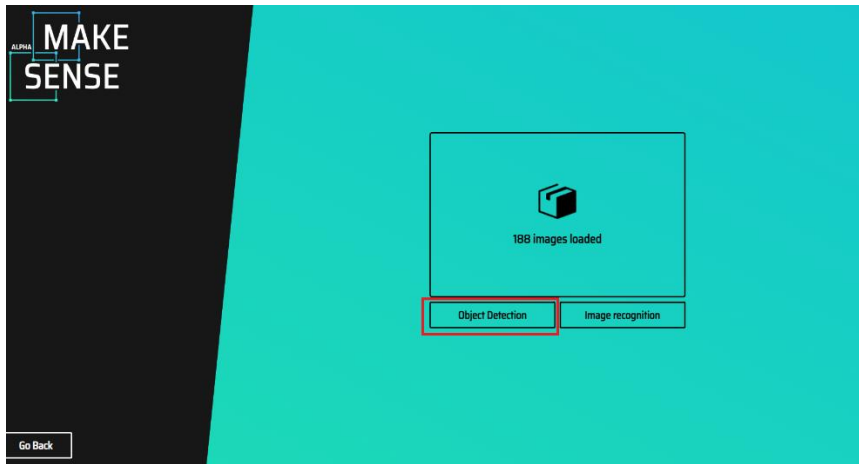 ALPHA MAKE
SENSE
188 images loaded
Object Detection
Image recognition
Go Back